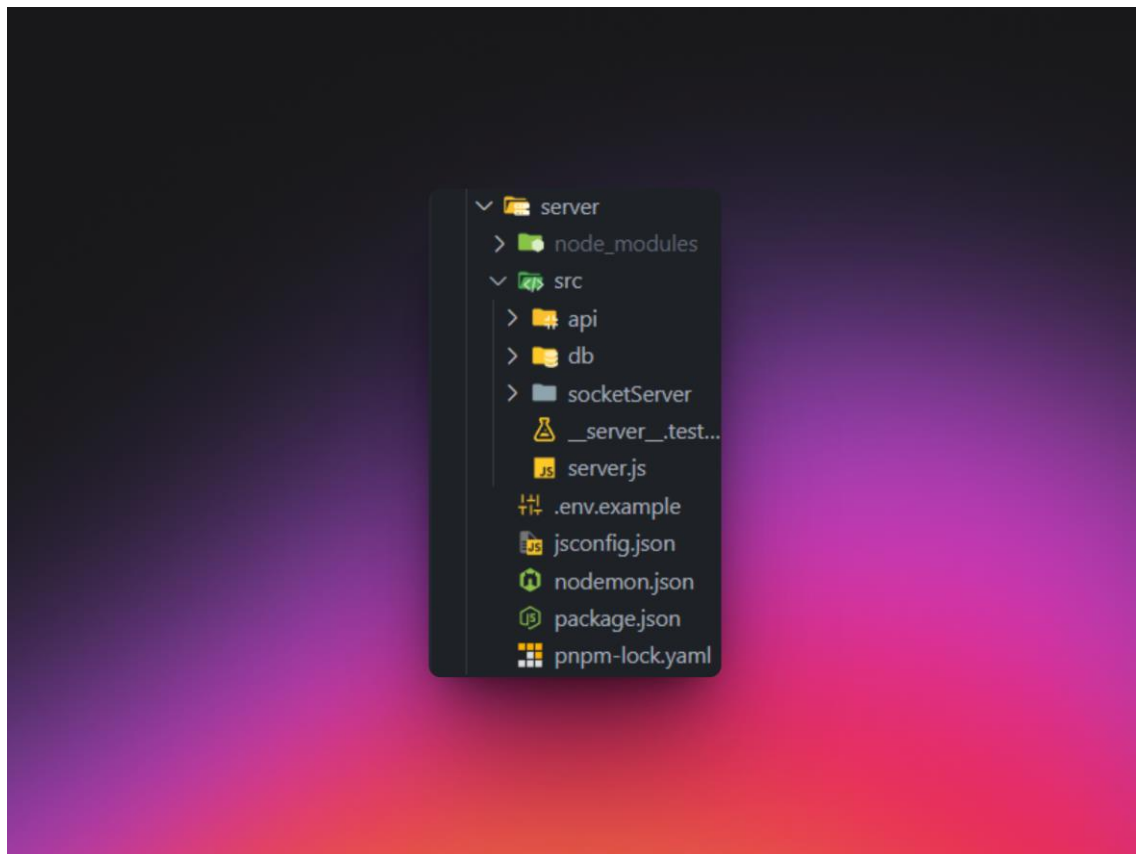 server
node_modules
src
api
db
socketServer
__server__.test...
server.js
.env.example
jsconfig.json
nodemon.json
package.json
pnpm-lock.yaml